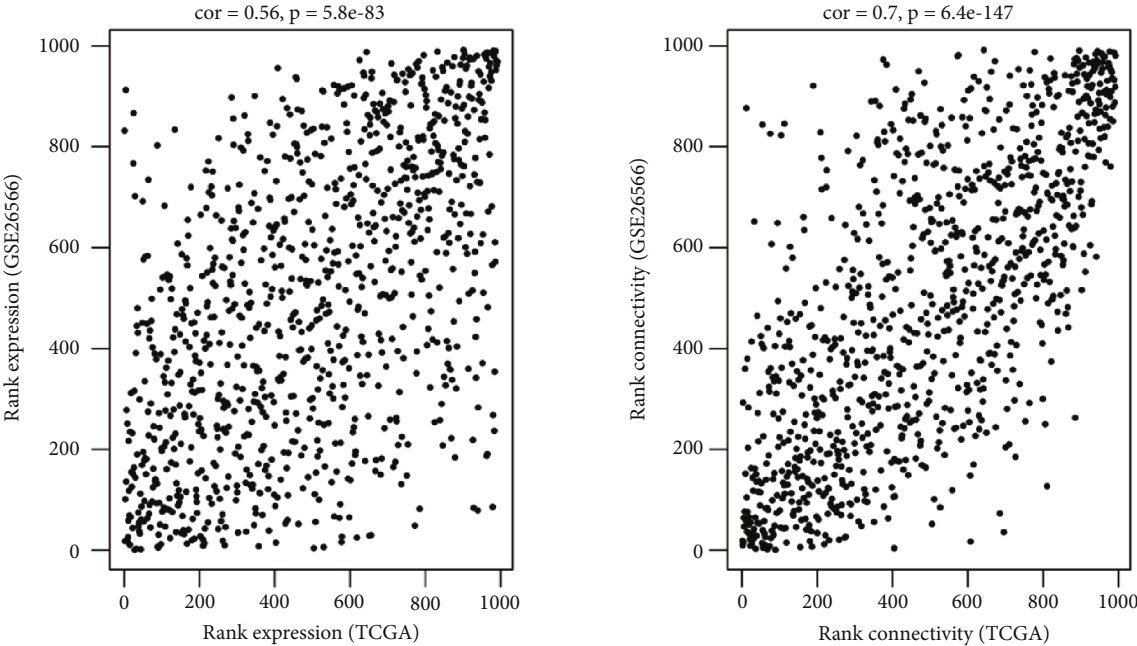 cor = 0.56, p = 5.8e-83
1000
800
600
400
200
0
Rank expression (GSE26566)
0 200 400 600 800 1000
Rank expression (TCGA)
cor = 0.7, p = 6.4e-147
1000
800
600
400
200
0
Rank connectivity (GSE26566)
0 200 400 600 800 1000
Rank connectivity (TCGA)